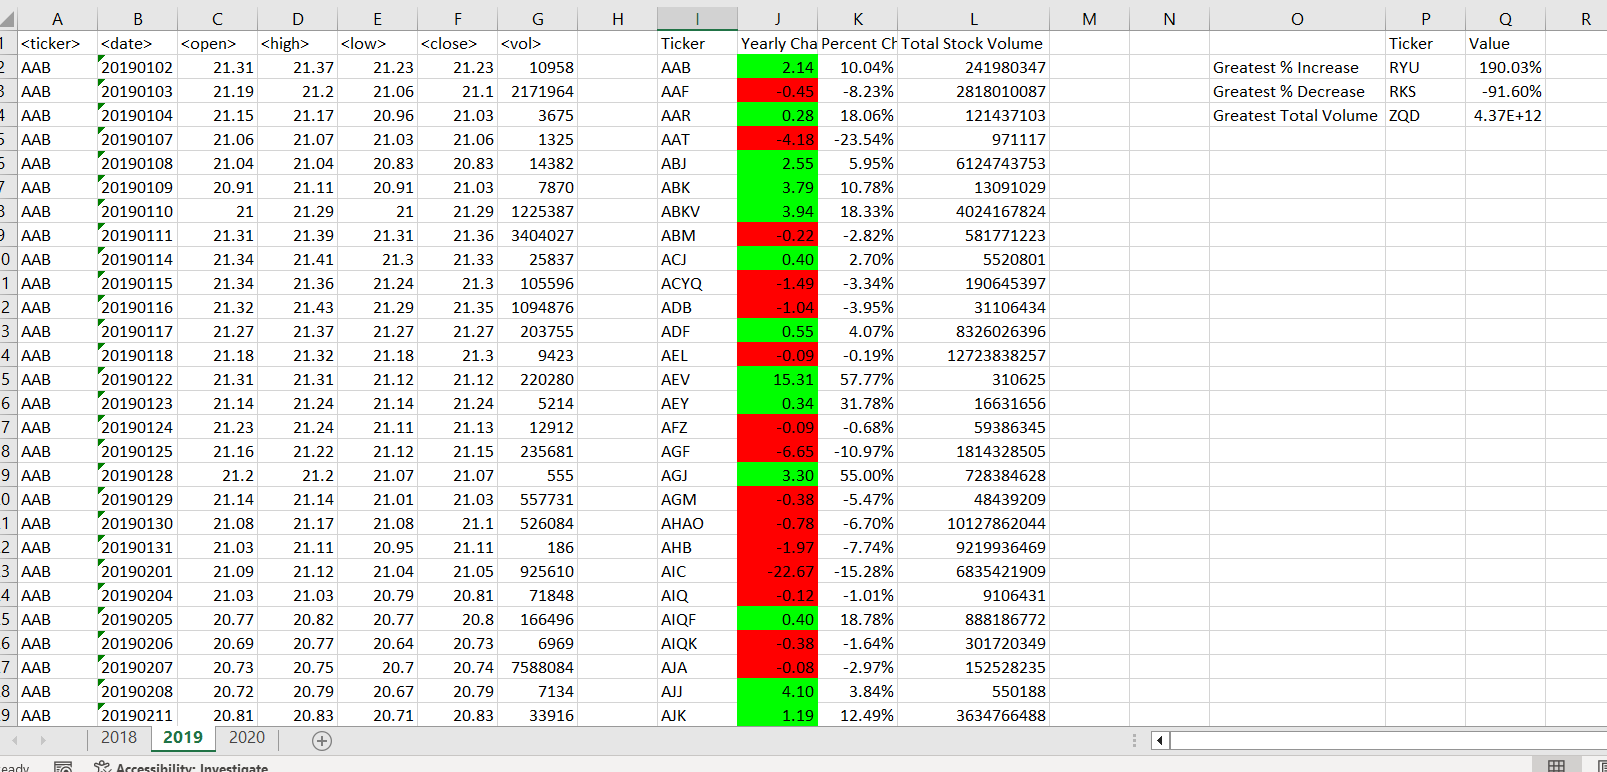 A B C D E F G H I J K L M N O P Q R
1 <ticker> <date> <open> <high> <low> <close> <vol> Ticker Yearly Cha Percent Ch Total Stock Volume Ticker Value
2 AAB 20190102 21.31 21.37 21.23 21.23 10958 AAB 2.14 10.04% 241980347 Greatest % Increase RYU 190.03%
3 AAB 20190103 21.19 21.2 21.06 21.1 2171964 AAF -0.45 -8.23% 2818010087 Greatest % Decrease RKS -91.60%
4 AAB 20190104 21.15 21.17 20.96 21.03 3675 AAR 0.28 18.06% 121437103 Greatest Total Volume ZQD 4.37E+12
5 AAB 20190107 21.06 21.07 21.03 21.06 1325 AAT -4.18 -23.54% 971117
6 AAB 20190108 21.04 21.04 20.83 20.83 14382 ABJ 2.55 5.95% 6124743753
7 AAB 20190109 20.91 21.11 20.91 21.03 7870 ABK 3.79 10.78% 13091029
8 AAB 20190110 21 21.29 21 21.29 1225387 ABKV 3.94 18.33% 4024167824
9 AAB 20190111 21.31 21.39 21.31 21.36 3404027 ABM -0.22 -2.82% 581771223
0 AAB 20190114 21.34 21.41 21.3 21.33 25837 ACJ 0.40 2.70% 5520801
1 AAB 20190115 21.34 21.36 21.24 21.3 105596 ACYQ -1.49 -3.34% 190645397
2 AAB 20190116 21.32 21.43 21.29 21.35 1094876 ADB -1.04 -3.95% 31106434
3 AAB 20190117 21.27 21.37 21.27 21.27 203755 ADF 0.55 4.07% 8326026396
4 AAB 20190118 21.18 21.32 21.18 21.3 9423 AEL -0.09 -0.19% 12723838257
5 AAB 20190122 21.31 21.31 21.12 21.12 220280 AEV 15.31 57.77% 310625
6 AAB 20190123 21.14 21.24 21.14 21.24 5214 AEY 0.34 31.78% 16631656
7 AAB 20190124 21.23 21.24 21.11 21.13 12912 AFZ -0.09 -0.68% 59386345
8 AAB 20190125 21.16 21.22 21.12 21.15 235681 AGF -6.65 -10.97% 1814328505
9 AAB 20190128 21.2 21.2 21.07 21.07 555 AGJ 3.30 55.00% 728384628
0 AAB 20190129 21.14 21.14 21.01 21.03 557731 AGM -0.38 -5.47% 48439209
1 AAB 20190130 21.08 21.17 21.08 21.1 526084 AHAO -0.78 -6.70% 10127862044
2 AAB 20190131 21.03 21.11 20.95 21.11 186 AHB -1.97 -7.74% 9219936469
3 AAB 20190201 21.09 21.12 21.04 21.05 925610 AIC -22.67 -15.28% 6835421909
4 AAB 20190204 21.03 21.03 20.79 20.81 71848 AIQ -0.12 -1.01% 9106431
5 AAB 20190205 20.77 20.82 20.77 20.8 166496 AIQF 0.40 18.78% 888186772
6 AAB 20190206 20.69 20.77 20.64 20.73 6969 AIQK -0.38 -1.64% 301720349
7 AAB 20190207 20.73 20.75 20.7 20.74 7588084 AJA -0.08 -2.97% 152528235
8 AAB 20190208 20.72 20.79 20.67 20.79 7134 AJJ 4.10 3.84% 550188
9 AAB 20190211 20.81 20.83 20.71 20.83 33916 AJK 1.19 12.49% 3634766488
2018 2019 2020
eady Accessibility: Investigate